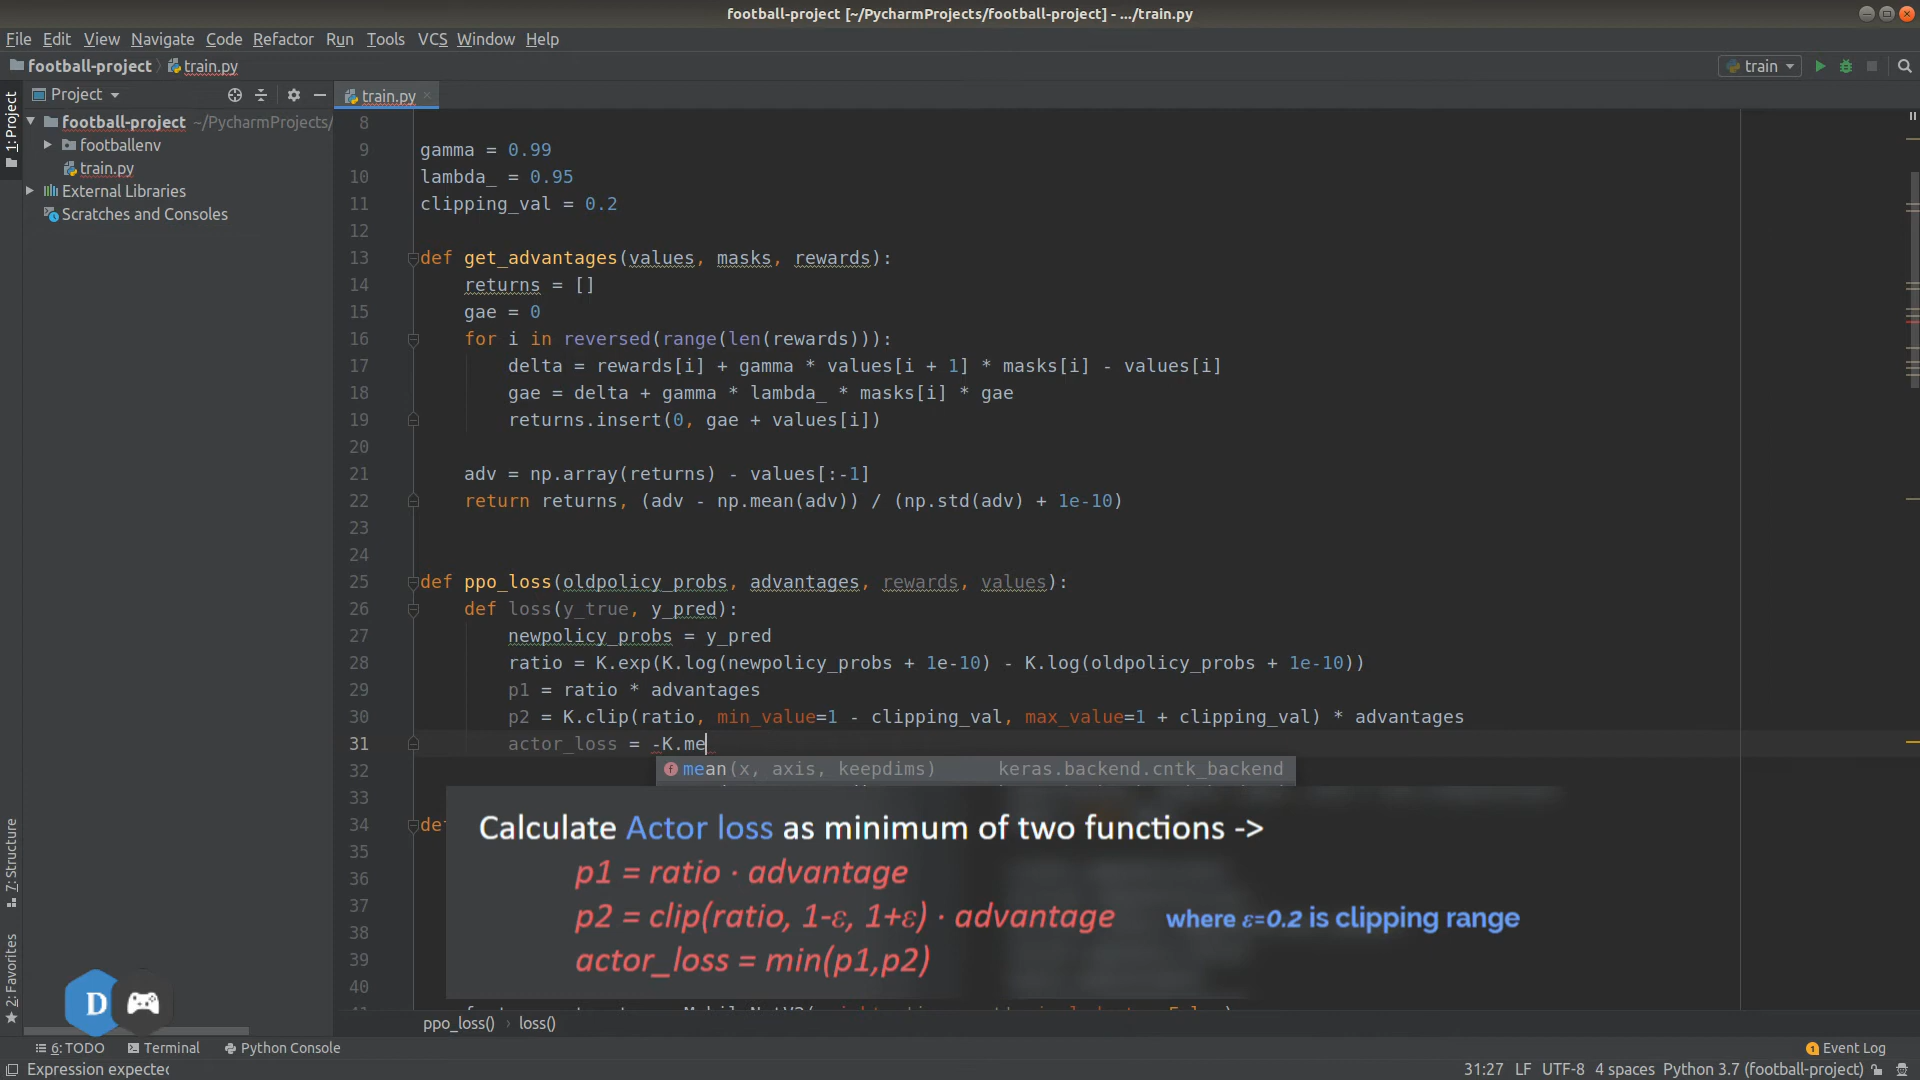 football-project [~/PycharmProjects/football-project] - .../train.py
File Edit View Navigate Code Refactor Run Tools VCS Window Help
football-project train.py train
1: Project
Project train.py ×
football-project ~/PycharmProjects/
footballenv
train.py
External Libraries
Scratches and Consoles
8
9 gamma = 0.99
10 lambda_ = 0.95
11 clipping_val = 0.2
12
13 def get_advantages(values, masks, rewards):
14 returns = []
15 gae = 0
16 for i in reversed(range(len(rewards))):
17 delta = rewards[i] + gamma * values[i + 1] * masks[i] - values[i]
18 gae = delta + gamma * lambda_ * masks[i] * gae
19 returns.insert(0, gae + values[i])
20
21 adv = np.array(returns) - values[:-1]
22 return returns, (adv - np.mean(adv)) / (np.std(adv) + 1e-10)
23
24
25 def ppo_loss(oldpolicy_probs, advantages, rewards, values):
26 def loss(y_true, y_pred):
27 newpolicy_probs = y_pred
28 ratio = K.exp(K.log(newpolicy_probs + 1e-10) - K.log(oldpolicy_probs + 1e-10))
29 p1 = ratio * advantages
30 p2 = K.clip(ratio, min_value=1 - clipping_val, max_value=1 + clipping_val) * advantages
31 actor_loss = -K.me
32 mean(x, axis, keepdims) keras.backend.cntk_backend
33
34 de
35
36
37
38
39
40
Calculate Actor loss as minimum of two functions ->
p1 = ratio · advantage
p2 = clip(ratio, 1-ε, 1+ε) · advantage where ε=0.2 is clipping range
actor_loss = min(p1,p2)
7: Structure
2: Favorites
D
ppo_loss() › loss()
6: TODO Terminal Python Console 1 Event Log
Expression expected 31:27 LF UTF-8 4 spaces Python 3.7 (football-project)